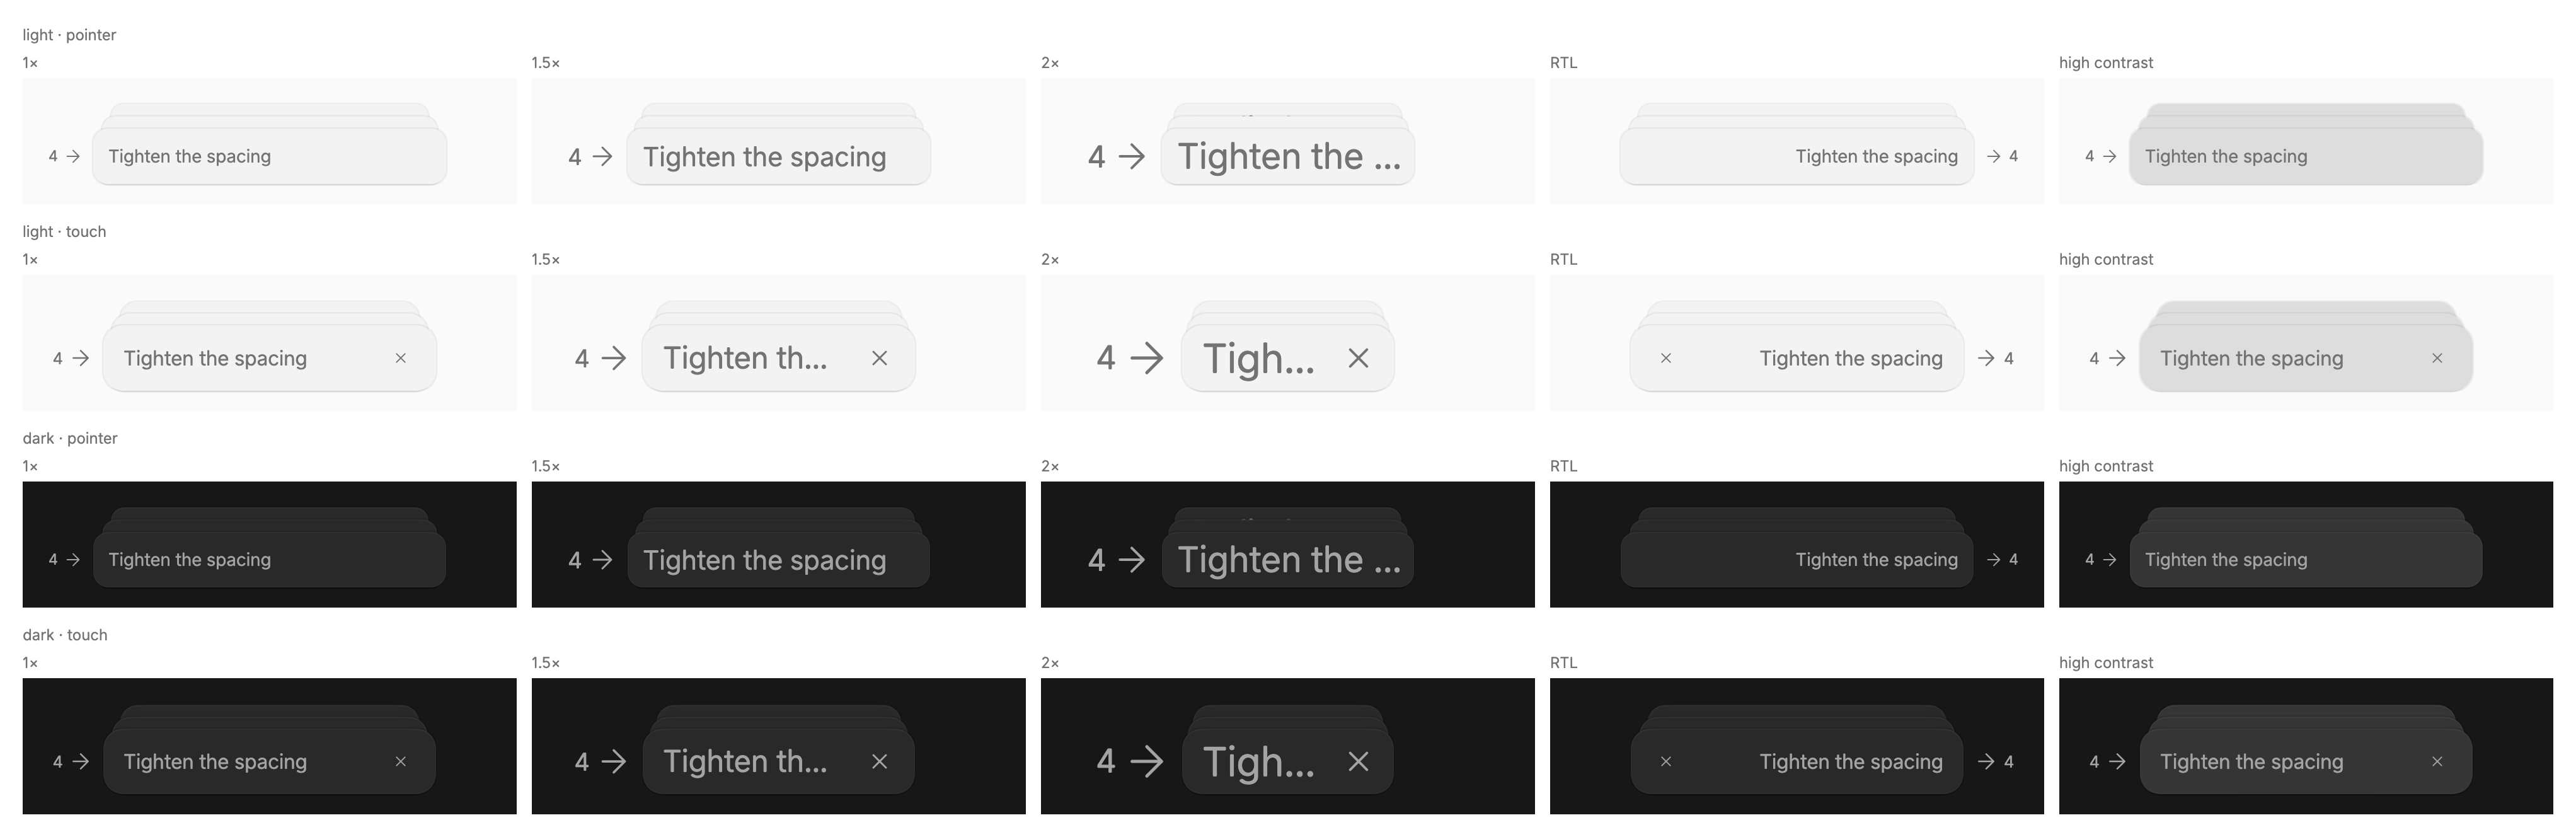 light · pointer
1× 1.5× 2× RTL high contrast
4 → Tighten the spacing 4 → Tighten the spacing 4 → Tighten the ... Tighten the spacing → 4 4 → Tighten the spacing
light · touch
1× 1.5× 2× RTL high contrast
4 → Tighten the spacing × 4 → Tighten th... × 4 → Tigh... × × Tighten the spacing → 4 4 → Tighten the spacing ×
dark · pointer
1× 1.5× 2× RTL high contrast
4 → Tighten the spacing 4 → Tighten the spacing 4 → Tighten the ... Tighten the spacing → 4 4 → Tighten the spacing
dark · touch
1× 1.5× 2× RTL high contrast
4 → Tighten the spacing × 4 → Tighten th... × 4 → Tigh... × × Tighten the spacing → 4 4 → Tighten the spacing ×